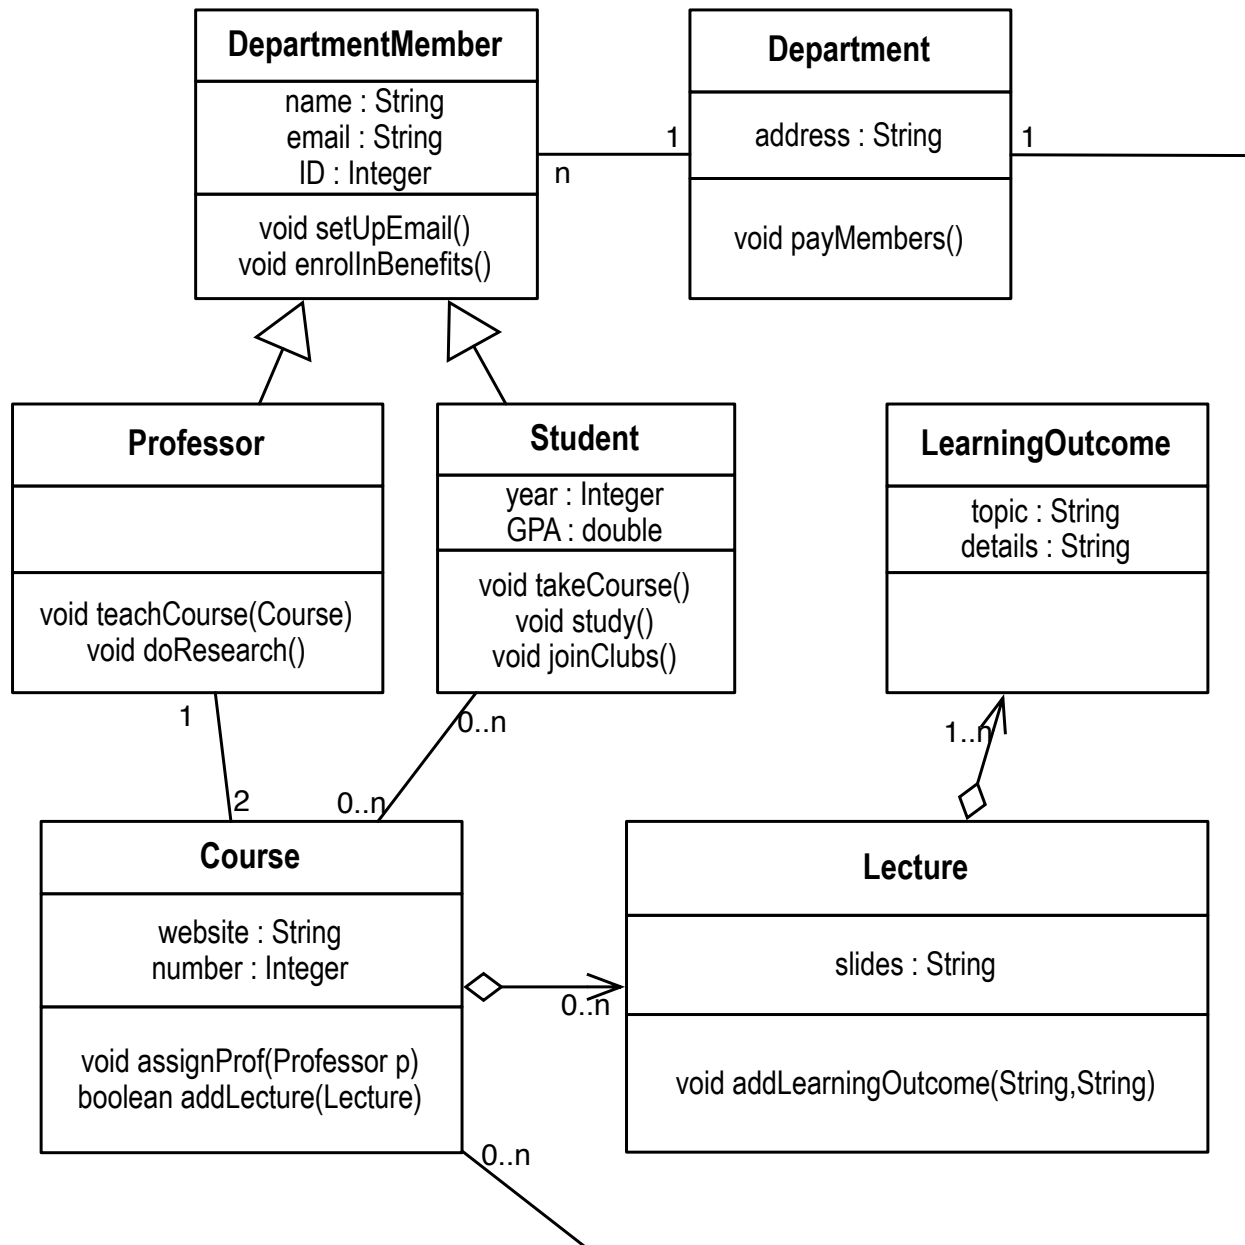 DepartmentMember
name : String
email : String
ID : Integer
void setUpEmail()
void enrolInBenefits()
n
1
Department
address : String
void payMembers()
1
Professor
void teachCourse(Course)
void doResearch()
Student
year : Integer
GPA : double
void takeCourse()
void study()
void joinClubs()
LearningOutcome
topic : String
details : String
1
2
0..n
0..n
1..n
Course
website : String
number : Integer
void assignProf(Professor p)
boolean addLecture(Lecture)
0..n
0..n
Lecture
slides : String
void addLearningOutcome(String,String)